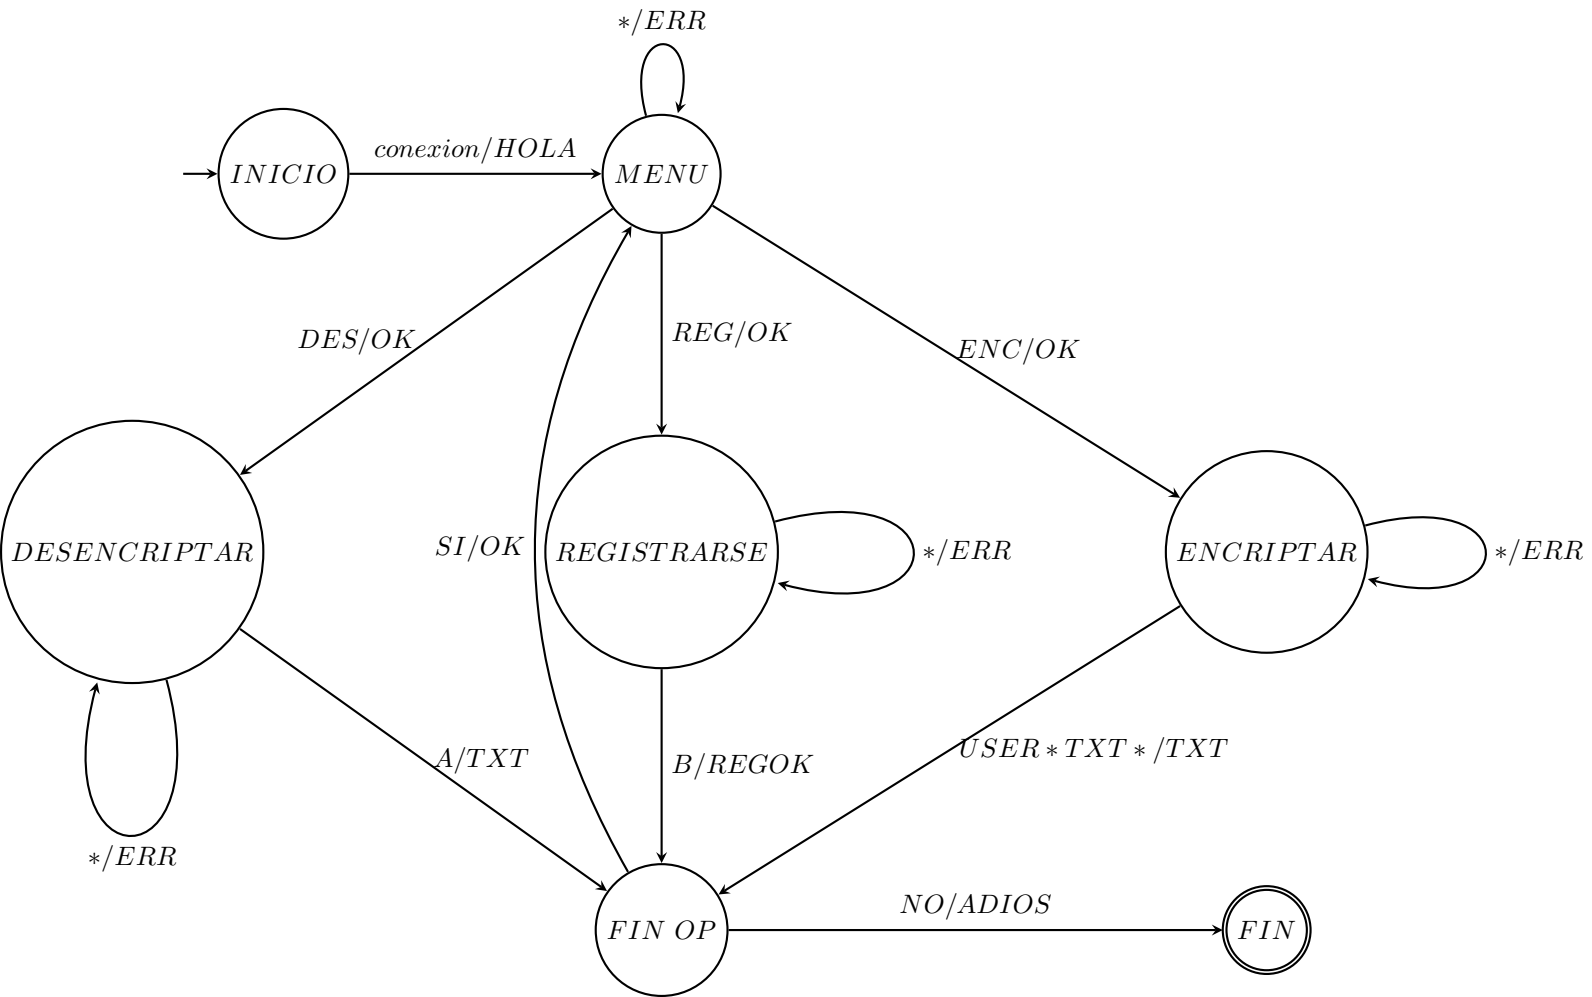 */ERR
conexion/HOLA
INICIO
MENU
DES/OK
REG/OK
ENC/OK
SI/OK
DESENCRIPTAR
REGISTRARSE
*/ERR
ENCRIPTAR
*/ERR
A/TXT
B/REGOK
USER*TXT*/TXT
*/ERR
NO/ADIOS
FIN OP
FIN